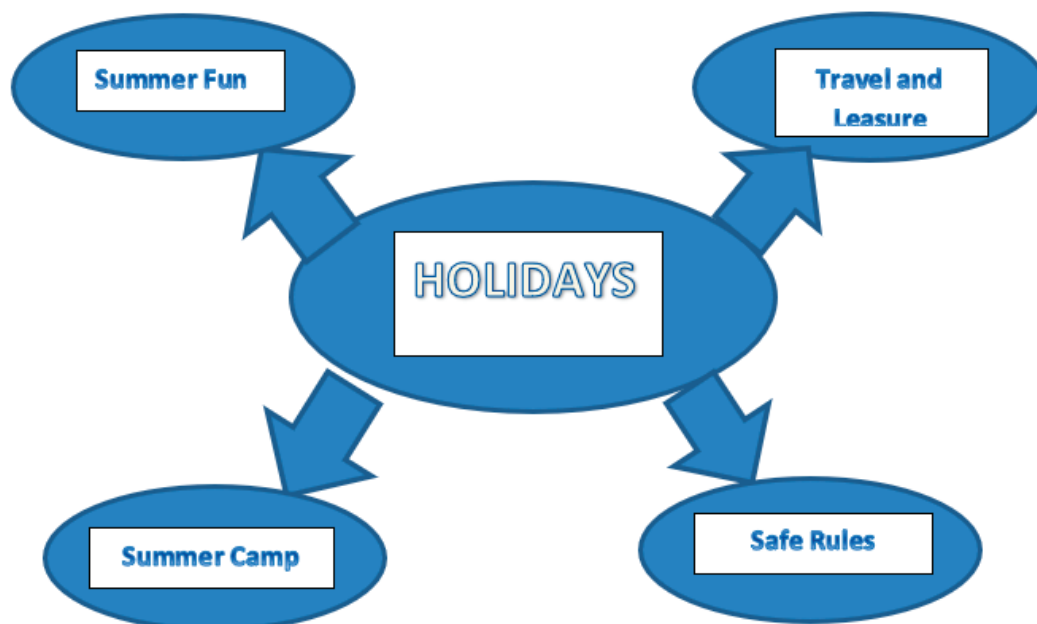 Summer Fun
Travel and
Leasure
HOLIDAYS
Summer Camp
Safe Rules